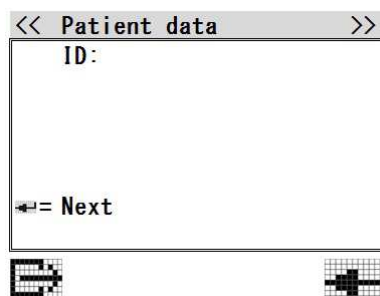 << Patient data >>
ID:
= Next